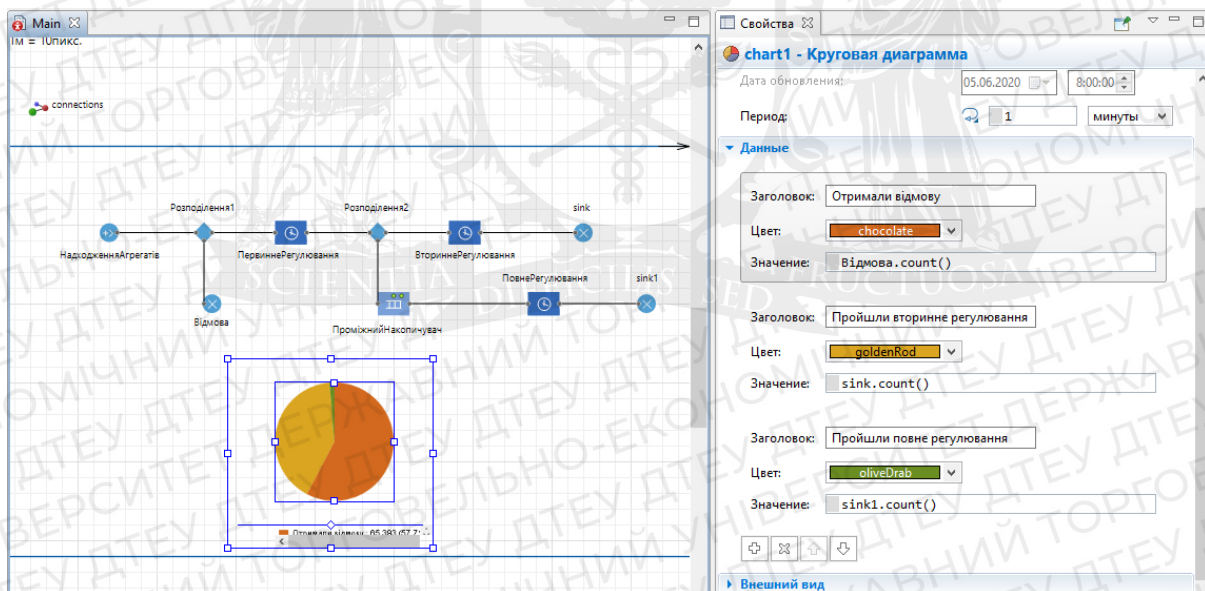 Main
1м = 10пикс.
connections
Розподілення1
Розподілення2
sink
НадходженняАгрегатів
ПервиннеРегулювання
ВториннеРегулювання
ПовнеРегулювання
sink1
Відмова
ПроміжнийНакопичувач
Отримали відмову
Свойства
chart1 - Круговая диаграмма
Дата обновления: 05.06.2020 8:00:00
Период: 1 минуты
Данные
Заголовок: Отримали відмову
Цвет: chocolate
Значение: Відмова.count()
Заголовок: Пройшли вторинне регулювання
Цвет: goldenRod
Значение: sink.count()
Заголовок: Пройшли повне регулювання
Цвет: oliveDrab
Значение: sink1.count()
Внешний вид